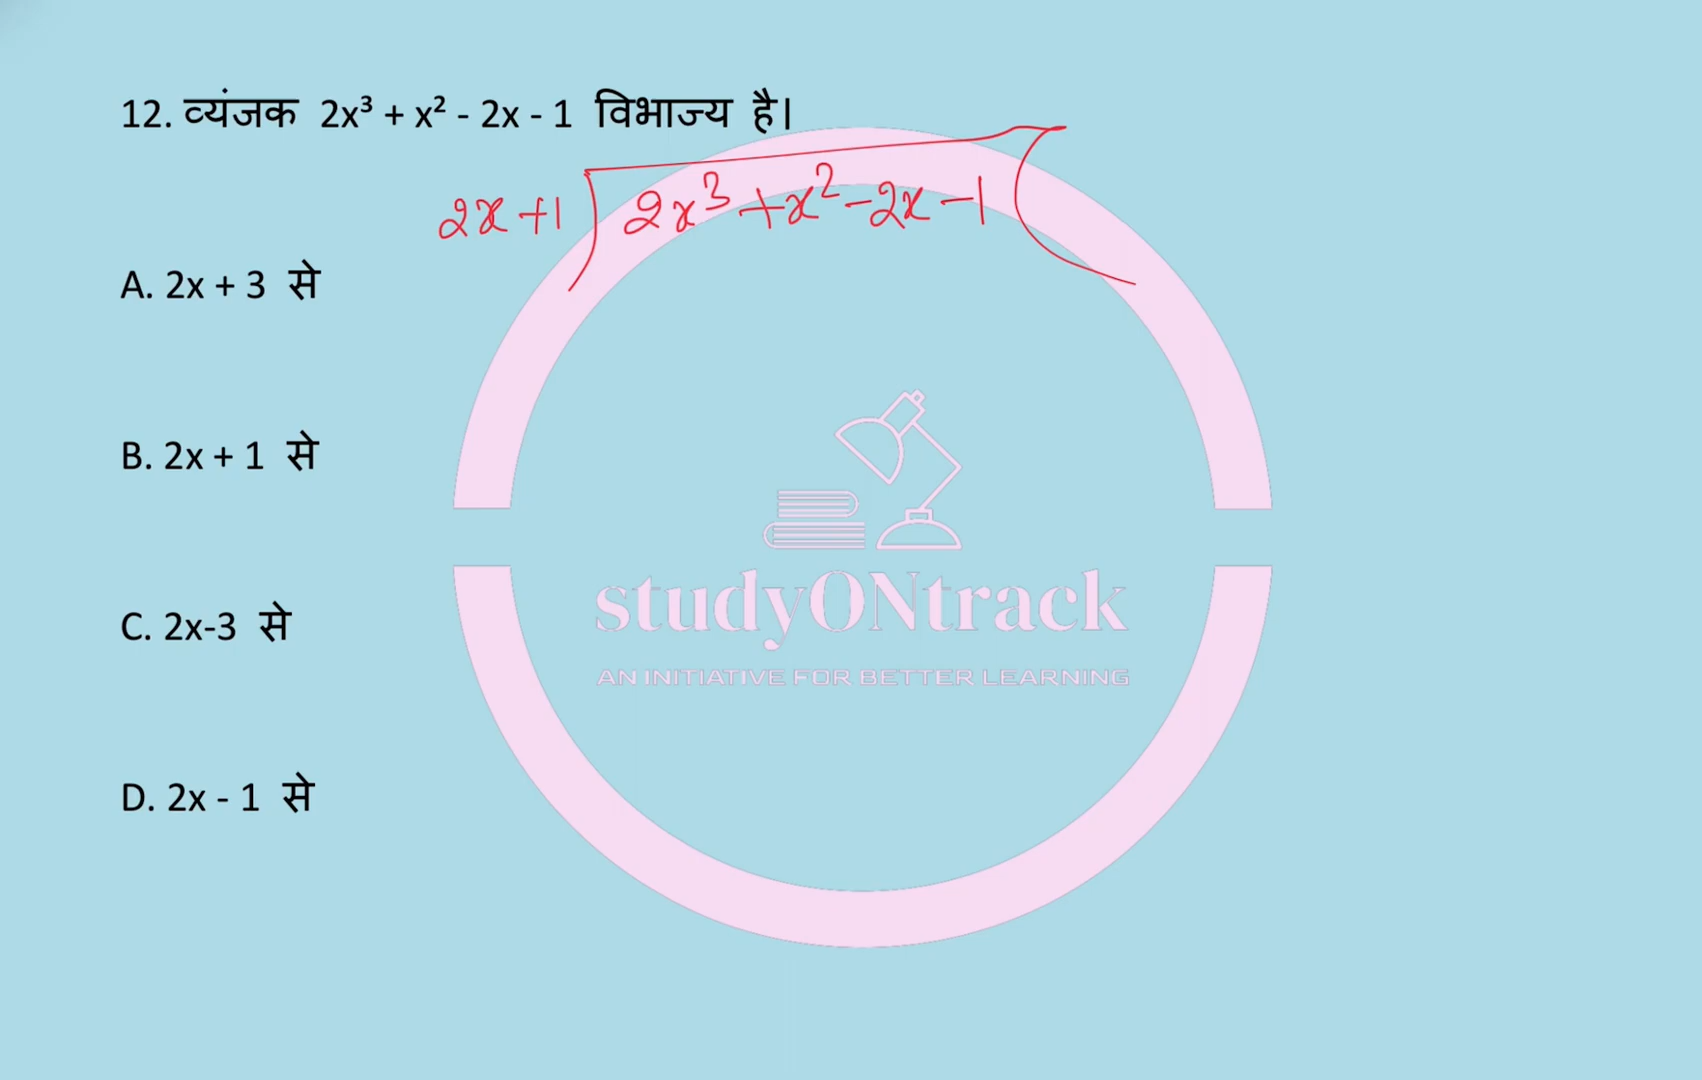 12. व्यंजक 2x³ + x² - 2x - 1 विभाज्य है।
2x+1) 2x³+x²-2x-1 (
A. 2x + 3 से
B. 2x + 1 से
C. 2x-3 से
D. 2x - 1 से
studyONtrack
AN INITIATIVE FOR BETTER LEARNING